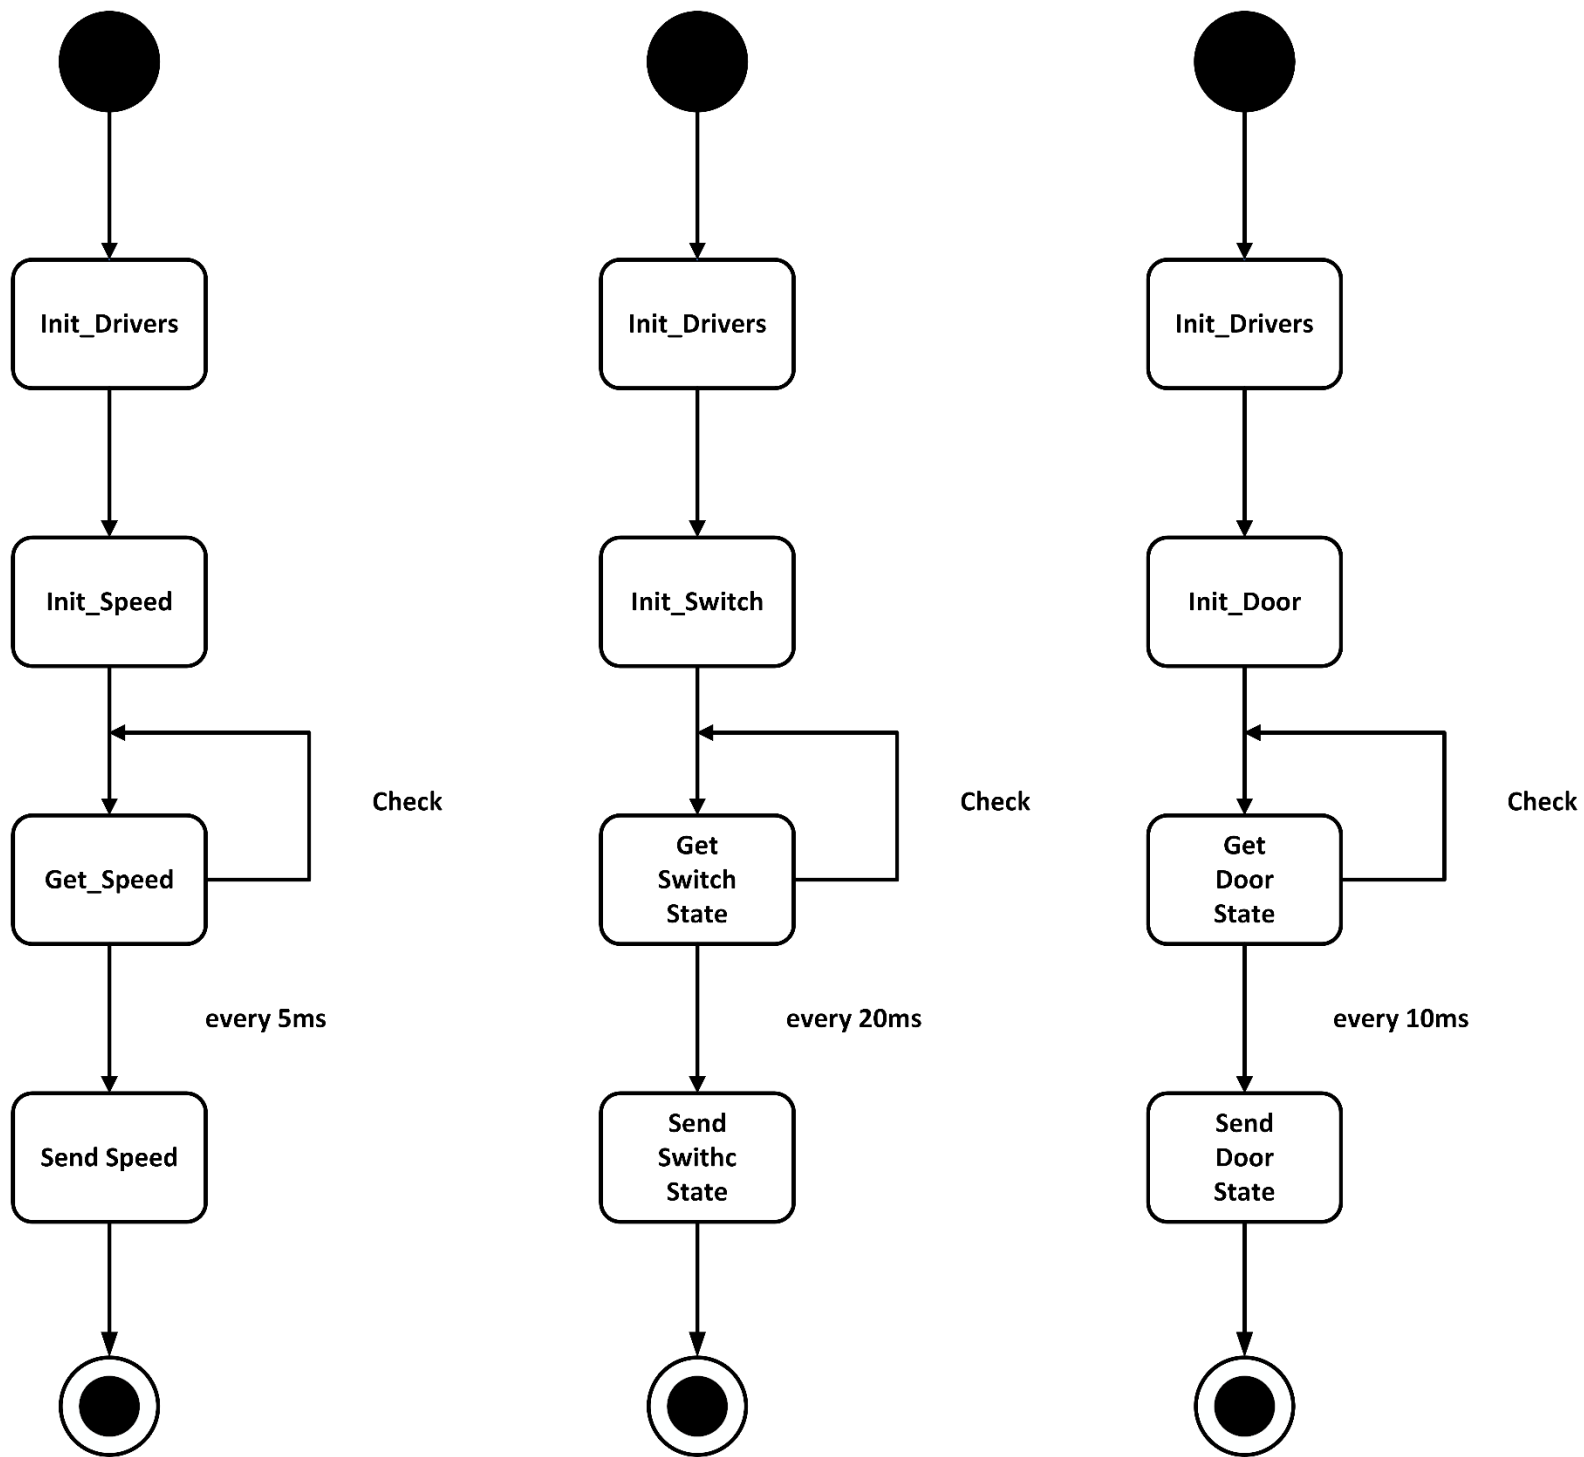 Init_Drivers
Init_Drivers
Init_Drivers
Init_Speed
Init_Switch
Init_Door
Check
Check
Check
Get_Speed
Get
Switch
State
Get
Door
State
every 5ms
every 20ms
every 10ms
Send Speed
Send
Swithc
State
Send
Door
State